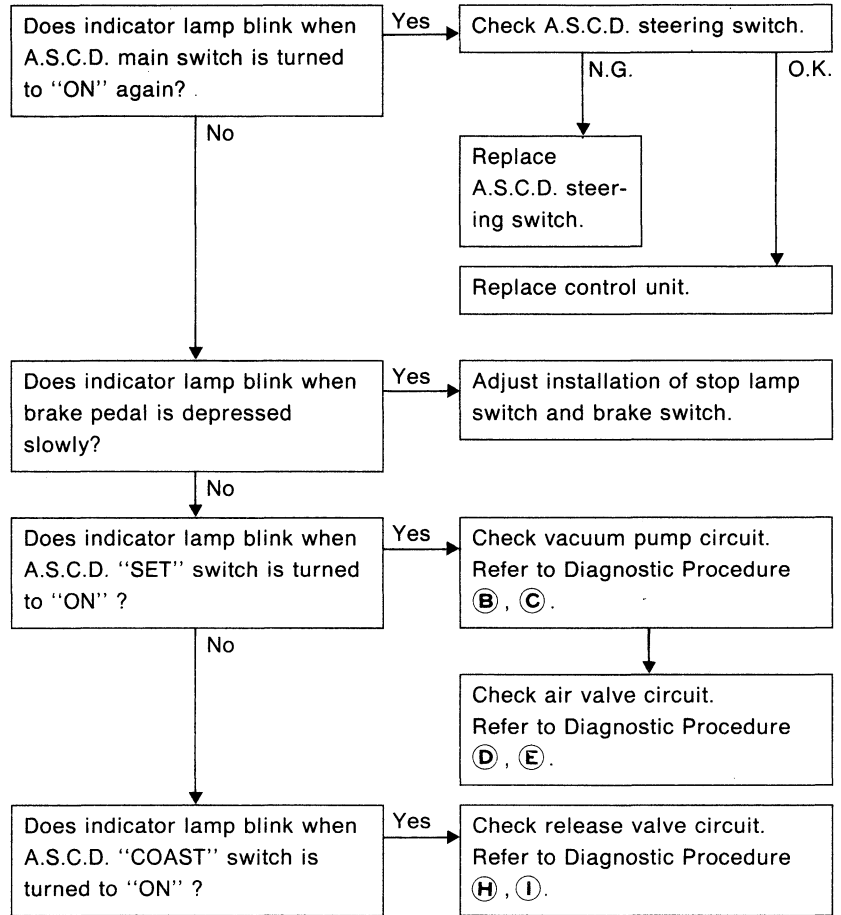 Does indicator lamp blink when
A.S.C.D. main switch is turned
to "ON" again?
Yes
Check A.S.C.D. steering switch.
N.G.
O.K.
No
Replace
A.S.C.D. steer-
ing switch.
Replace control unit.
Does indicator lamp blink when
brake pedal is depressed
slowly?
Yes
Adjust installation of stop lamp
switch and brake switch.
No
Does indicator lamp blink when
A.S.C.D. "SET" switch is turned
to "ON" ?
Yes
Check vacuum pump circuit.
Refer to Diagnostic Procedure
Ⓑ , Ⓒ .
No
Check air valve circuit.
Refer to Diagnostic Procedure
Ⓓ , Ⓔ .
Does indicator lamp blink when
A.S.C.D. "COAST" switch is
turned to "ON" ?
Yes
Check release valve circuit.
Refer to Diagnostic Procedure
Ⓗ , Ⓘ .